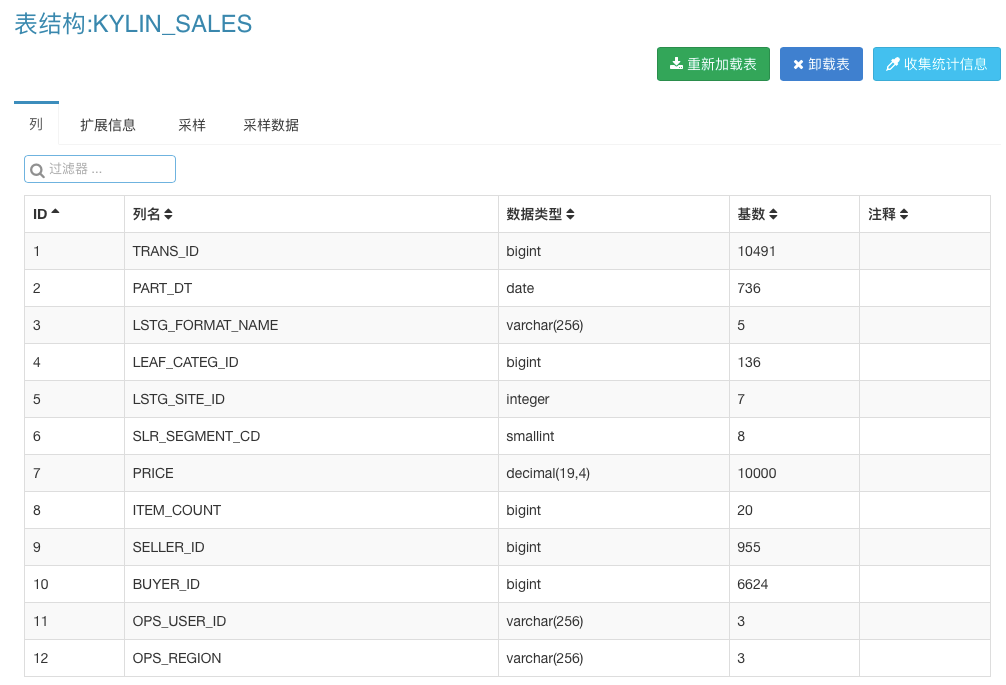 表结构:KYLIN_SALES
重新加载表 卸载表 收集统计信息
列 扩展信息 采样 采样数据
过滤器 ...
ID 列名 数据类型 基数 注释
1 TRANS_ID bigint 10491
2 PART_DT date 736
3 LSTG_FORMAT_NAME varchar(256) 5
4 LEAF_CATEG_ID bigint 136
5 LSTG_SITE_ID integer 7
6 SLR_SEGMENT_CD smallint 8
7 PRICE decimal(19,4) 10000
8 ITEM_COUNT bigint 20
9 SELLER_ID bigint 955
10 BUYER_ID bigint 6624
11 OPS_USER_ID varchar(256) 3
12 OPS_REGION varchar(256) 3